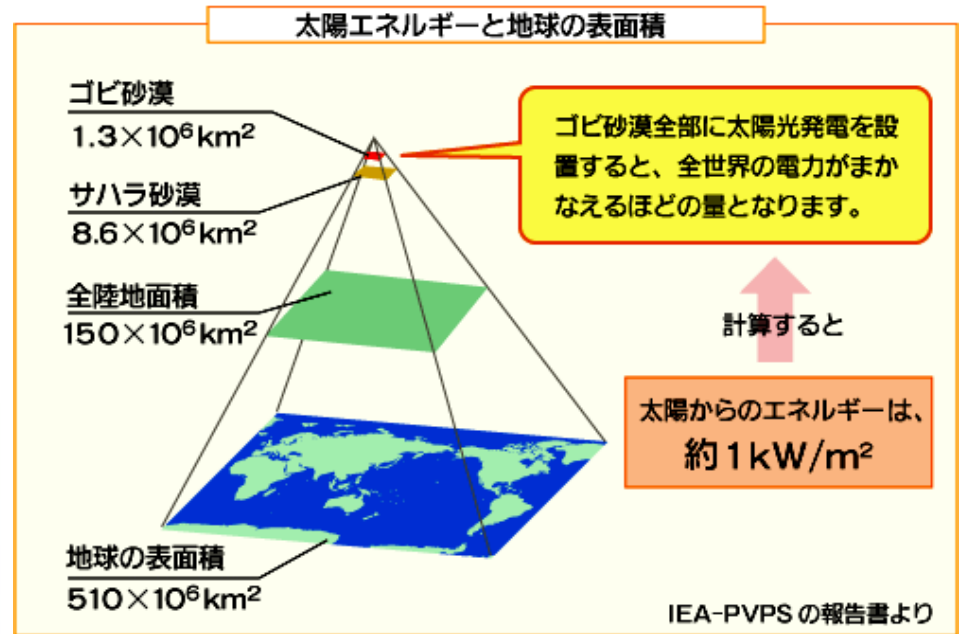 太陽エネルギーと地球の表面積
ゴビ砂漠
1.3×10⁶km²
サハラ砂漠
8.6×10⁶km²
全陸地面積
150×10⁶km²
地球の表面積
510×10⁶km²
ゴビ砂漠全部に太陽光発電を設
置すると、全世界の電力がまか
なえるほどの量となります。
計算すると
太陽からのエネルギーは、
約1kW/m²
IEA-PVPSの報告書より